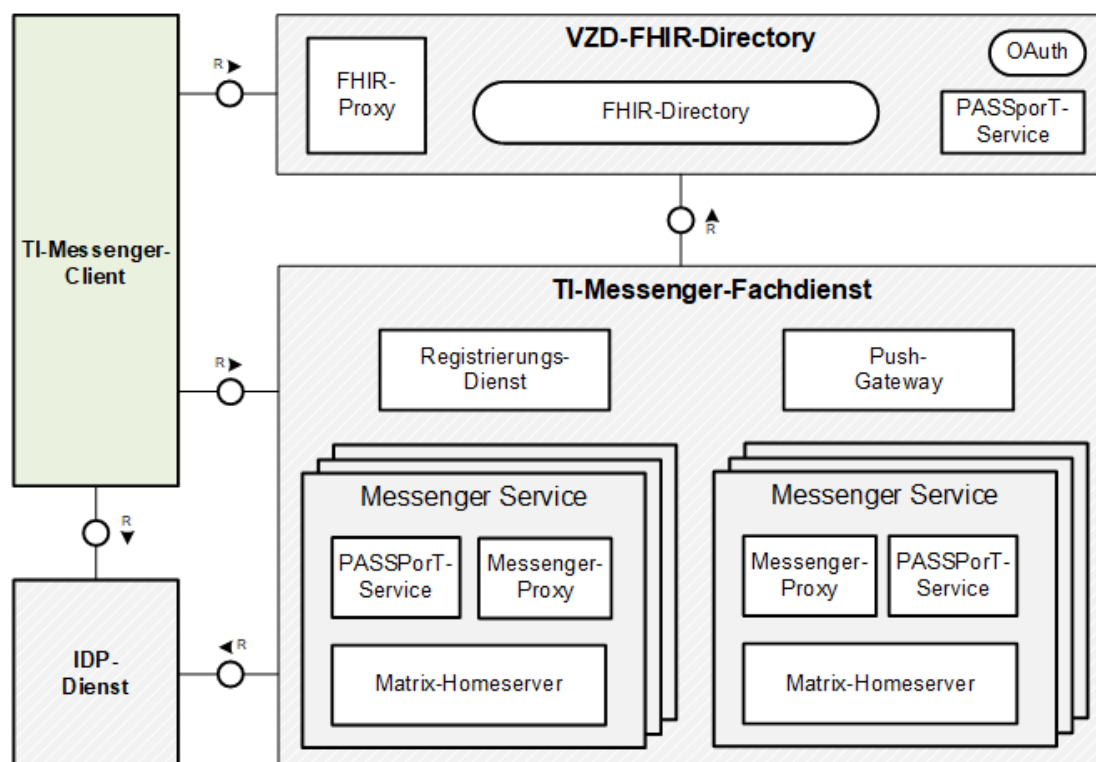 TI-Messenger-
Client
R
VZD-FHIR-Directory
FHIR-
Proxy
FHIR-Directory
OAuth
PASSporT-
Service
R
R
TI-Messenger-Fachdienst
Registrierungs-
Dienst
Push-
Gateway
Messenger Service
PASSPorT-
Service
Messenger-
Proxy
Matrix-Homeserver
Messenger Service
Messenger-
Proxy
PASSPorT-
Service
Matrix-Homeserver
R
IDP-
Dienst
R